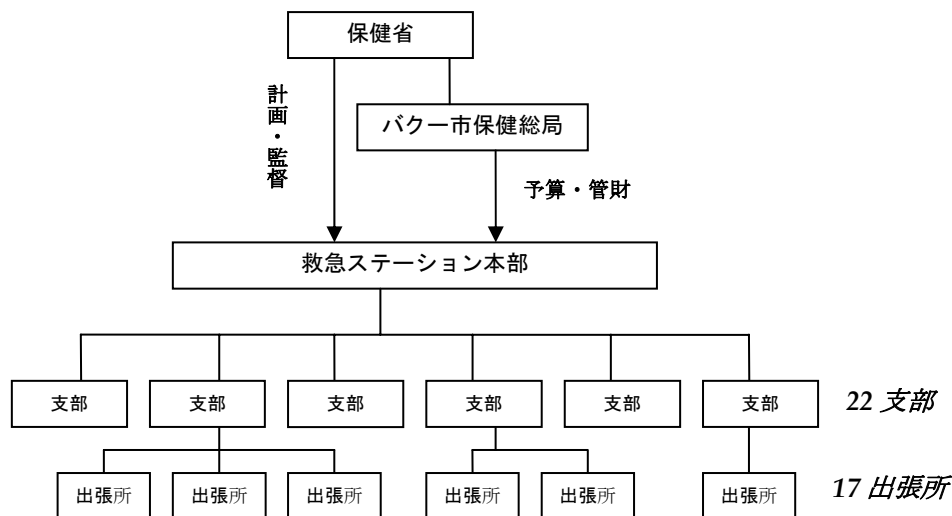 保健省
計画・監督
バクー市保健総局
予算・管財
救急ステーション本部
支部
支部
支部
支部
支部
支部
22 支部
出張所
出張所
出張所
出張所
出張所
出張所
17 出張所